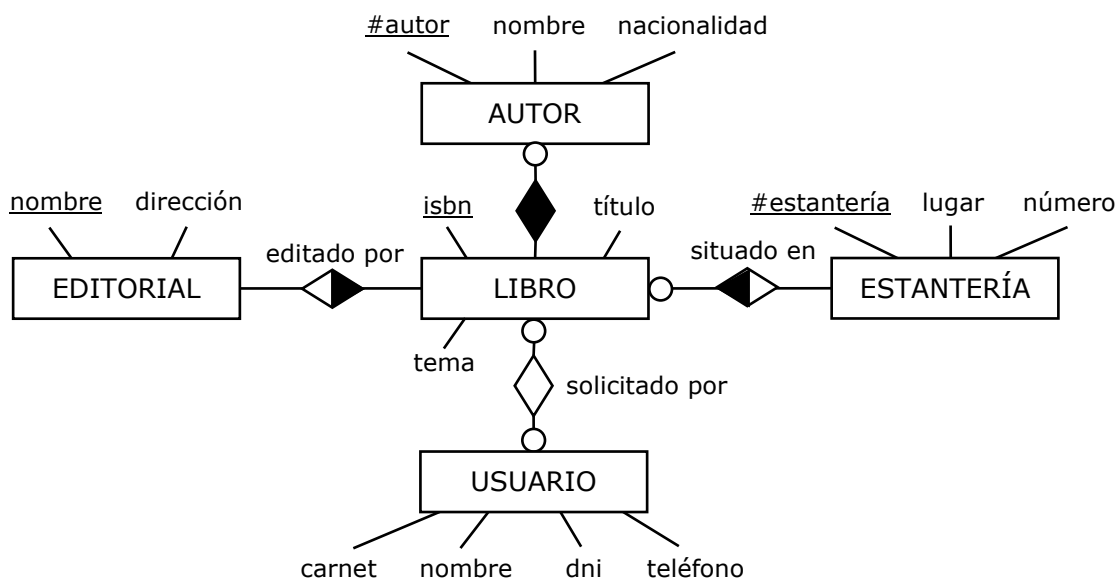 #autor nombre nacionalidad
AUTOR
nombre dirección
isbn título
#estantería lugar número
editado por
situado en
EDITORIAL
LIBRO
ESTANTERÍA
tema
solicitado por
USUARIO
carnet nombre dni teléfono